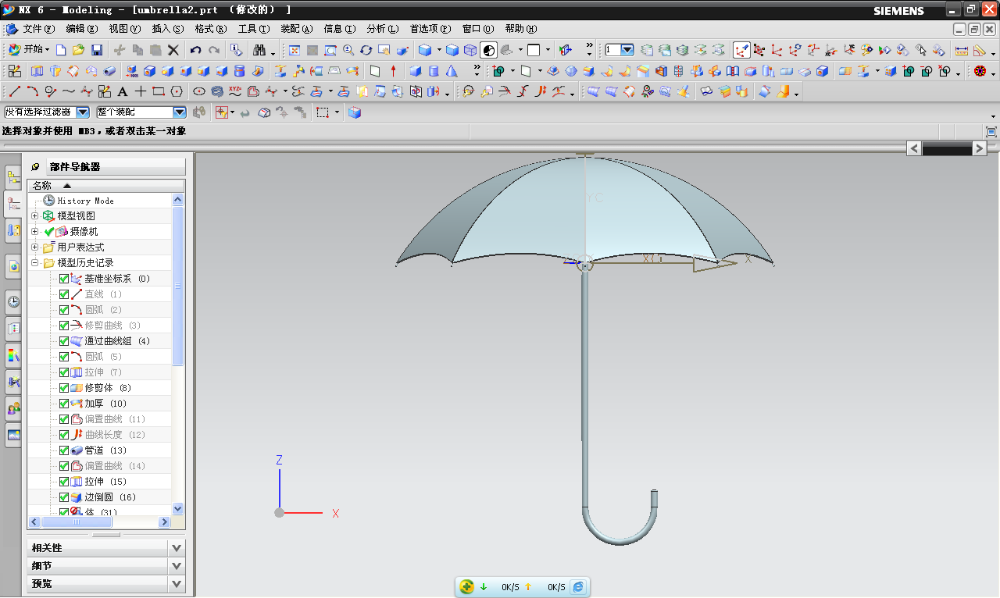 NX 6 - Modeling - [umbrella2.prt （修改的） ]
SIEMENS
文件(F) 编辑(E) 视图(V) 插入(S) 格式(R) 工具(T) 装配(A) 信息(I) 分析(L) 首选项(P) 窗口(O) 帮助(H)
开始
1
XYZ=
A
没有选择过滤器 整个装配
选择对象并使用 MB3，或者双击某一对象
部件导航器
名称
History Mode
模型视图
摄像机
用户表达式
模型历史记录
基准坐标系 (0)
直线 (1)
圆弧 (2)
修剪曲线 (3)
通过曲线组 (4)
圆弧 (5)
拉伸 (7)
修剪体 (8)
加厚 (10)
偏置曲线 (11)
曲线长度 (12)
管道 (13)
偏置曲线 (14)
拉伸 (15)
边倒圆 (16)
体 (31)
相关性
细节
预览
YC
XC
X
Z
X
0K/S 0K/S